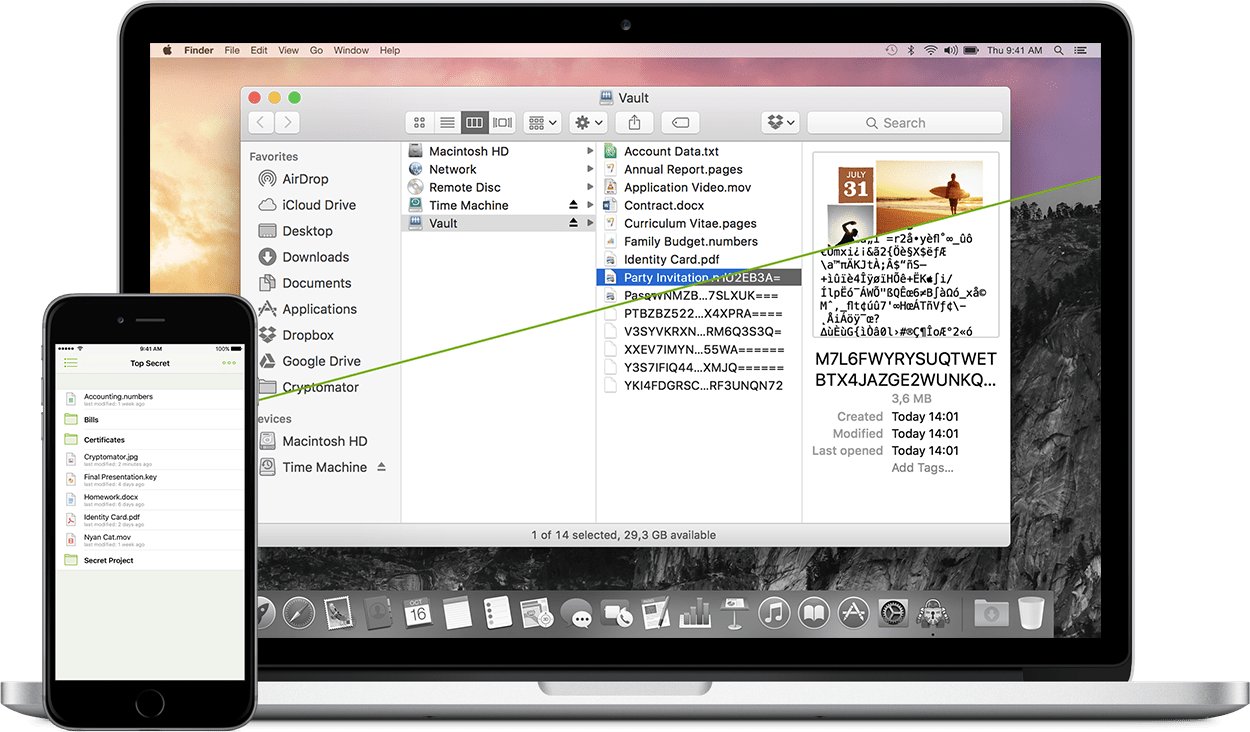 Finder File Edit View Go Window Help Thu 9:41 AM
Vault
Search
Favorites
AirDrop
iCloud Drive
Desktop
Downloads
Documents
Applications
Dropbox
Google Drive
Cryptomator
evices
Macintosh HD
Time Machine
Macintosh HD
Network
Remote Disc
Time Machine
Vault
Account Data.txt
Annual Report.pages
Application Video.mov
Contract.docx
Curriculum Vitae.pages
Family Budget.numbers
Identity Card.pdf
Party Invitation
PTBZBZ522...X4XPRA====
V3SYVKRXN...RM6Q3S3Q=
XXEV7IMYN...55WA======
Y3S7IFIQ44...XMJQ======
YKI4FDGRSC...RF3UNQN72
JULY
31
M7L6FWYRYSUQTWET
BTX4JAZGE2WUNKQ...
3,6 MB
Created Today 14:01
Modified Today 14:01
Last opened Today 14:01
Add Tags...
1 of 14 selected, 29,3 GB available
OCT
16
9:41 AM 100%
Top Secret
Accounting.numbers
last modified: 1 week ago
Bills
Certificates
Cryptomator.jpg
last modified: 2 minutes ago
Final Presentation.key
last modified: 4 days ago
Homework.docx
last modified: 6 days ago
Identity Card.pdf
last modified: 2 days ago
Nyan Cat.mov
last modified: 1 week ago
Secret Project